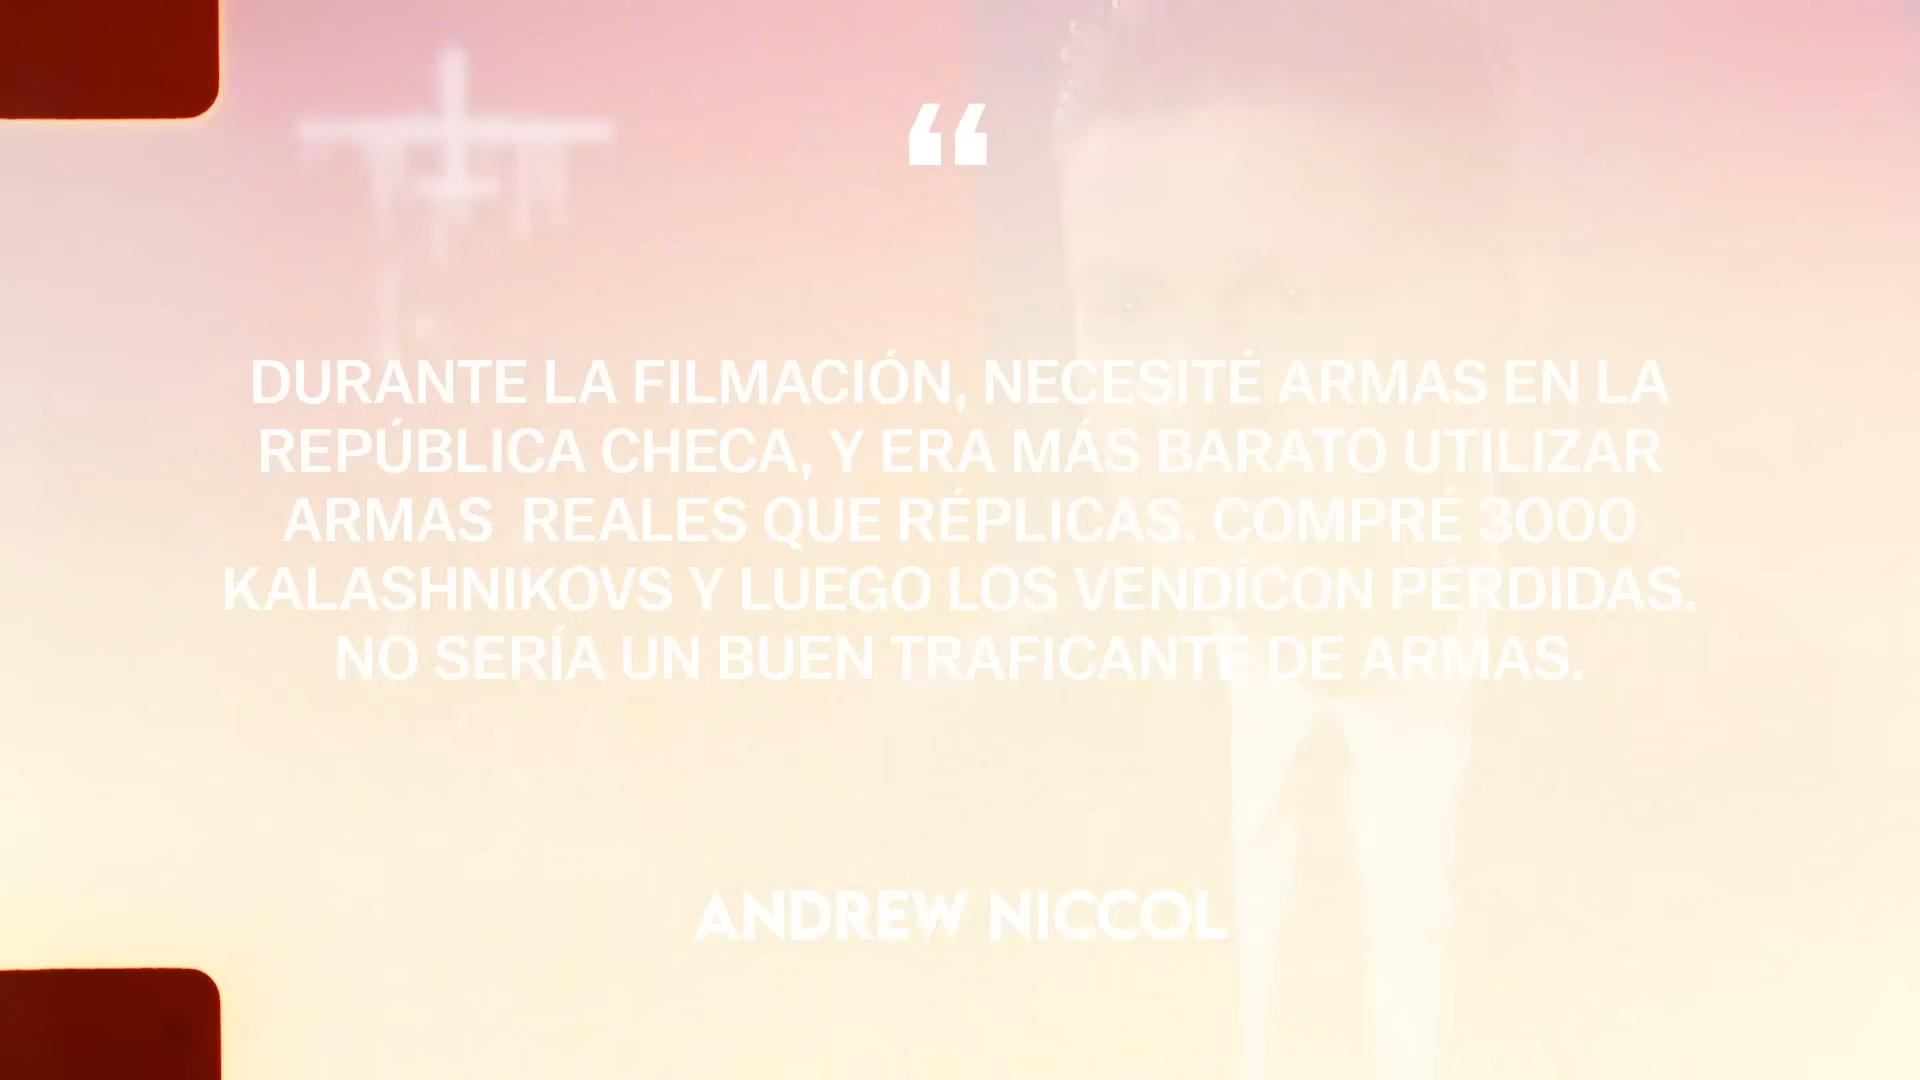 “
DURANTE LA FILMACIÓN, NECESITÉ ARMAS EN LA
REPÚBLICA CHECA, Y ERA MÁS BARATO UTILIZAR
ARMAS  REALES QUE RÉPLICAS. COMPRÉ 3000
KALASHNIKOVS Y LUEGO LOS VENDÍCON PÉRDIDAS.
NO SERÍA UN BUEN TRAFICANTE DE ARMAS.
ANDREW NICCOL